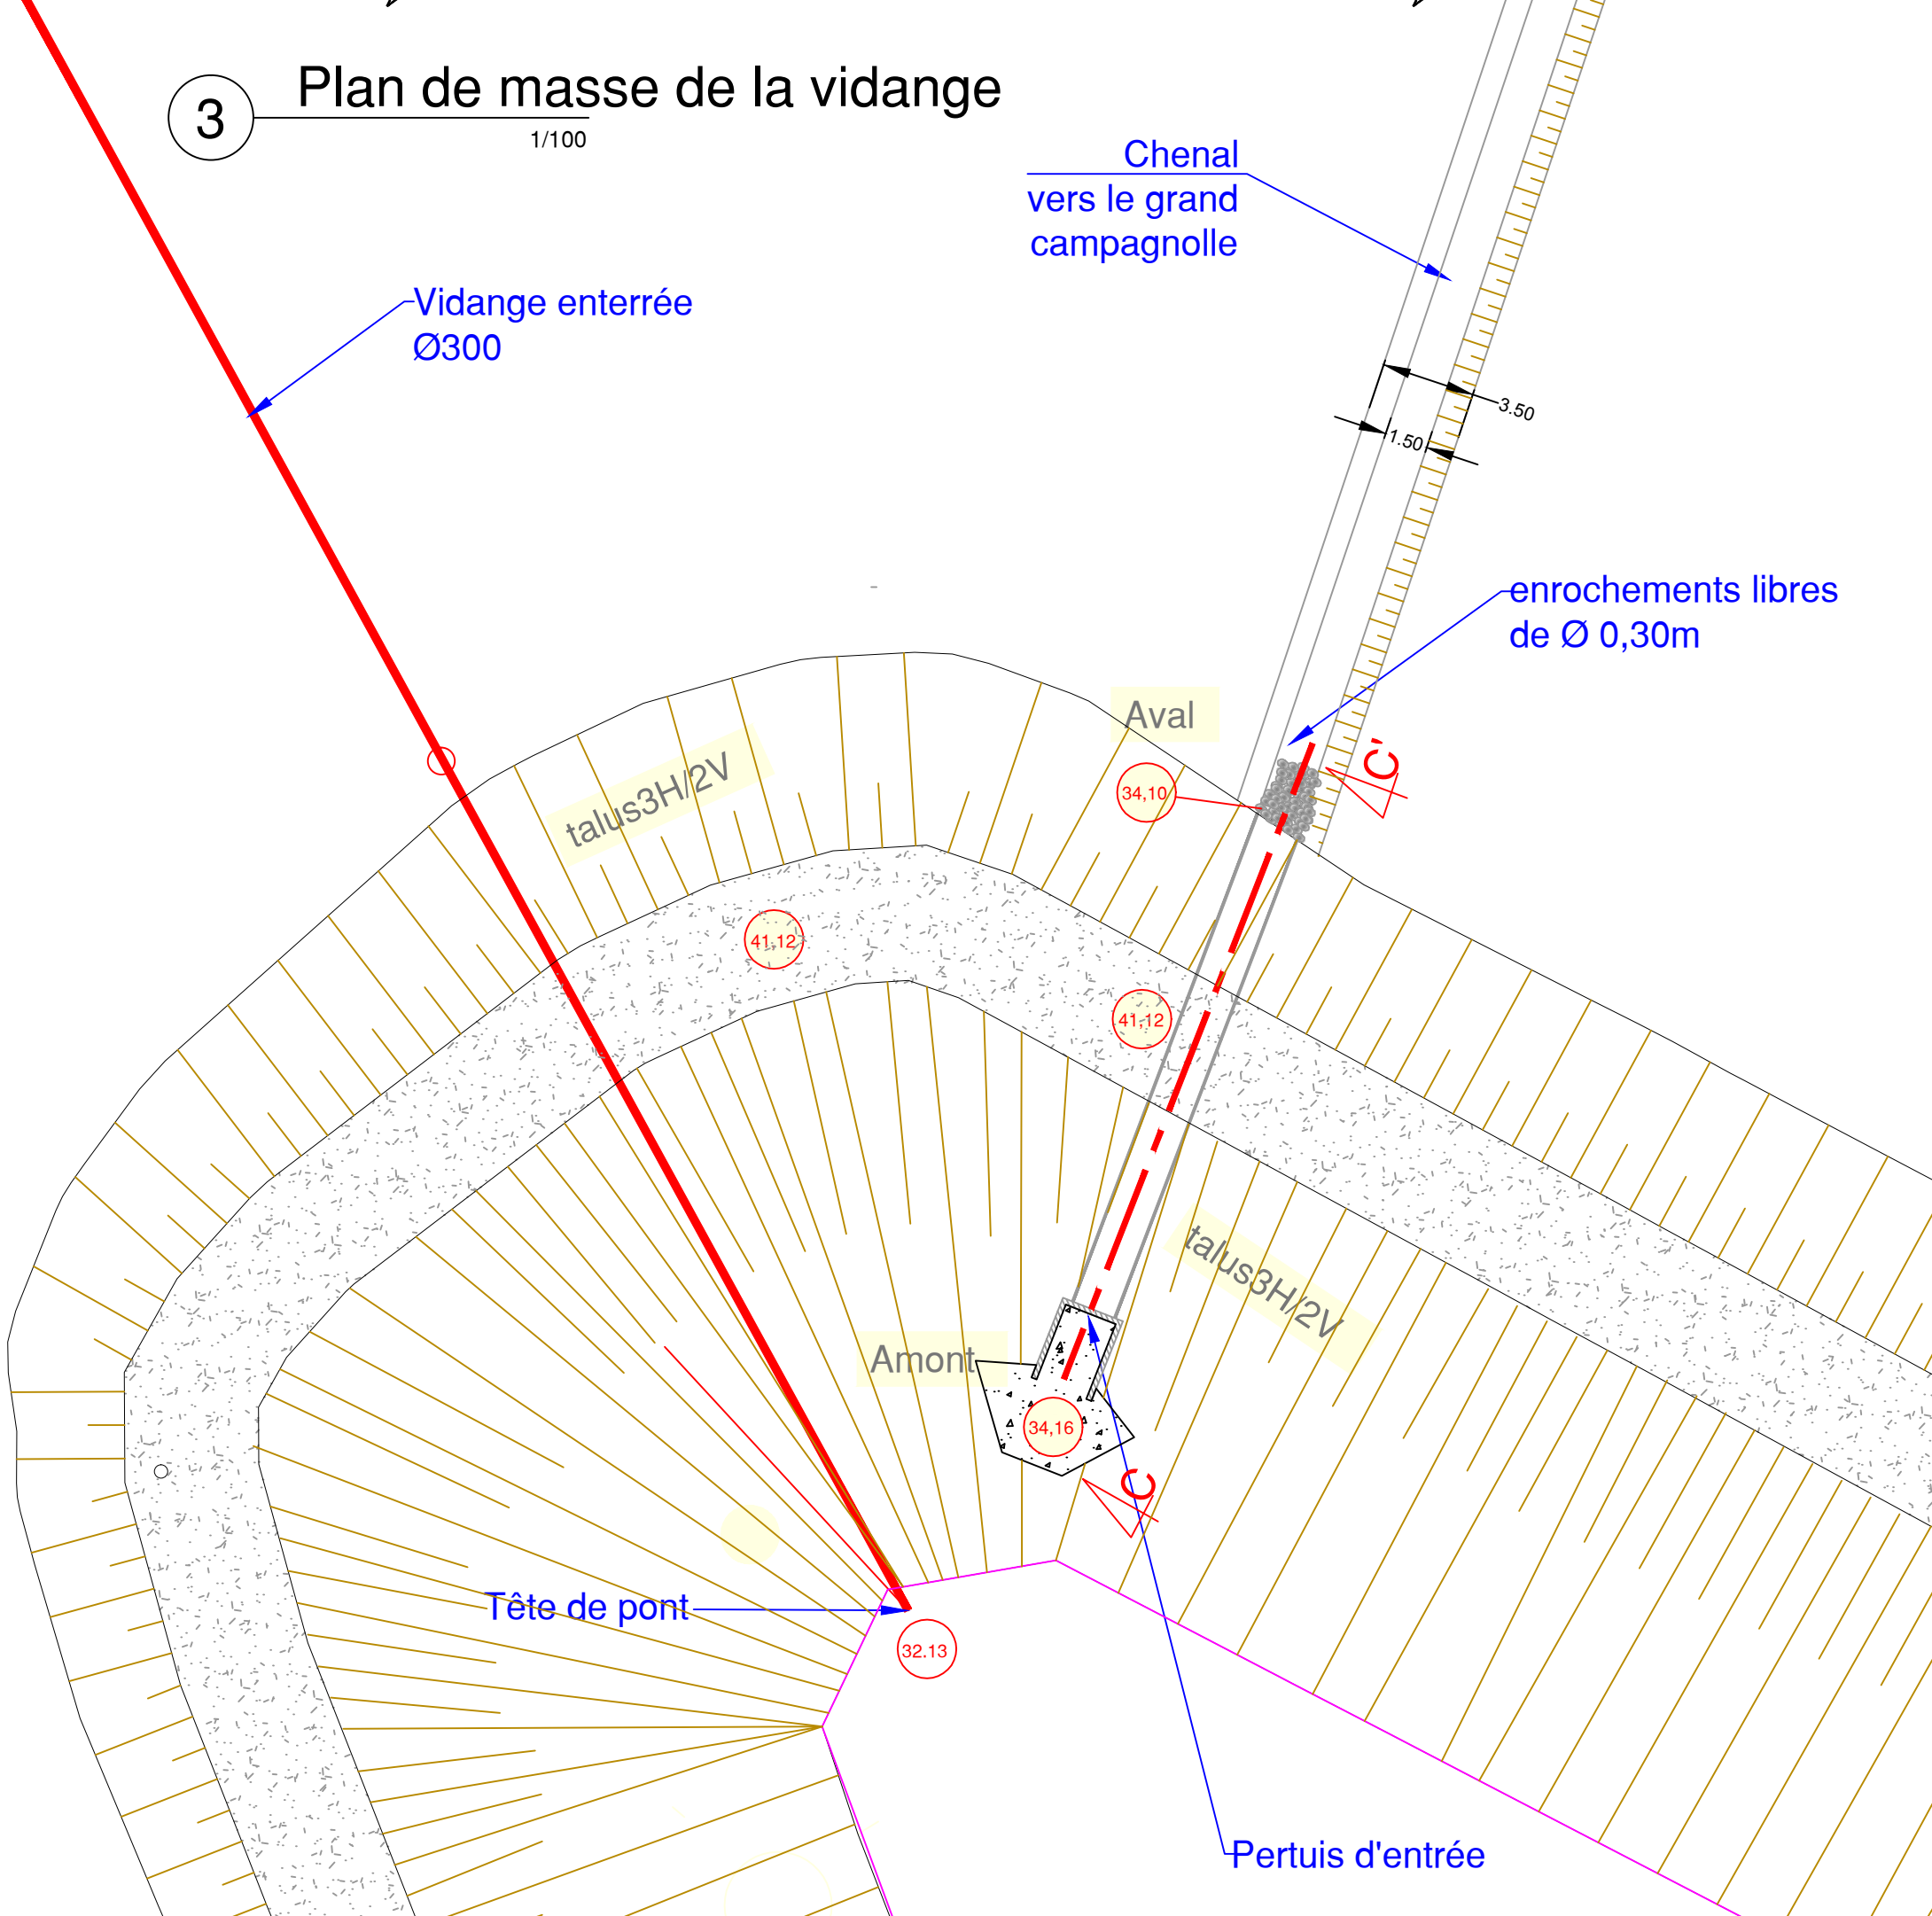 3
Plan de masse de la vidange
1/100
Chenal
vers le grand
campagnolle
Vidange enterrée
Ø300
3.50
1.50
enrochements libres
de Ø 0,30m
Aval
talus3H/2V
34,10
C'
41,12
41,12
talus3H/2V
Amont
34,16
C
Tête de pont
32.13
Pertuis d'entrée